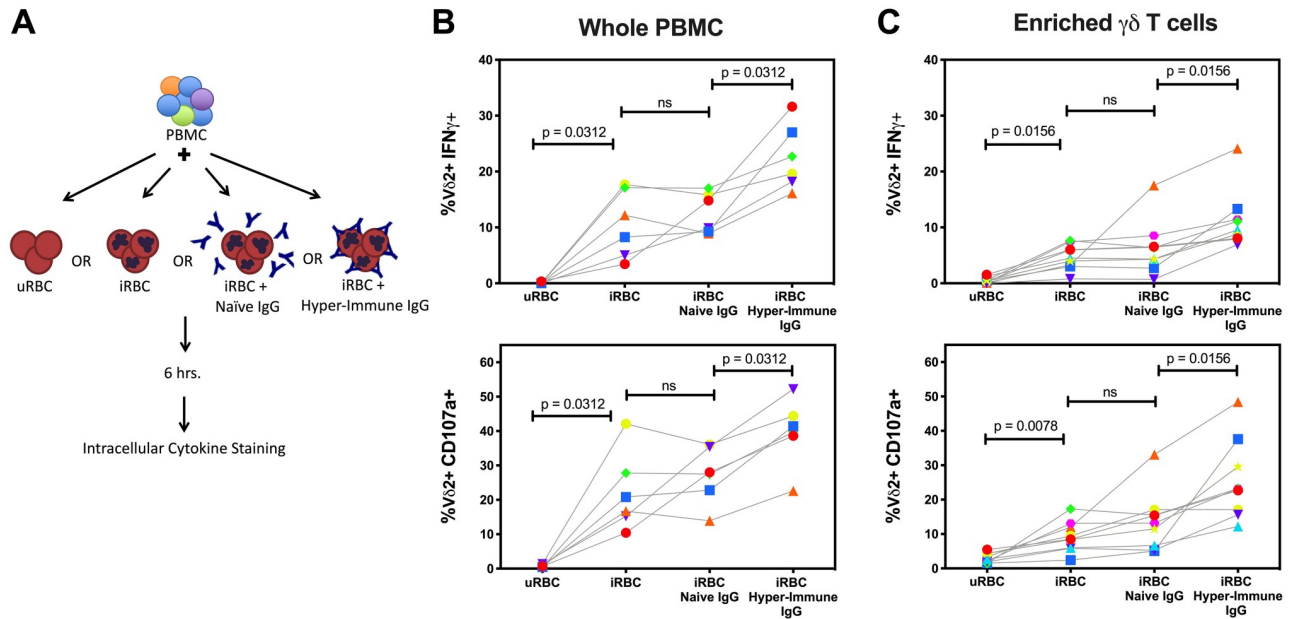 A
PBMC
+
OR
OR
OR
uRBC
iRBC
iRBC +
Naïve IgG
iRBC +
Hyper-Immune IgG
6 hrs.
Intracellular Cytokine Staining
B
Whole PBMC
%Vδ2+ IFNγ+
40
30
20
10
0
p = 0.0312
ns
p = 0.0312
uRBC
iRBC
iRBC
Naive IgG
iRBC
Hyper-Immune
IgG
%Vδ2+ CD107a+
60
50
40
30
20
10
0
p = 0.0312
ns
p = 0.0312
uRBC
iRBC
iRBC
Naive IgG
iRBC
Hyper-Immune
IgG
C
Enriched γδ T cells
%Vδ2+ IFNγ+
40
30
20
10
0
p = 0.0156
ns
p = 0.0156
uRBC
iRBC
iRBC
Naive IgG
iRBC
Hyper-Immune
IgG
%Vδ2+ CD107a+
60
50
40
30
20
10
0
p = 0.0078
ns
p = 0.0156
uRBC
iRBC
iRBC
Naive IgG
iRBC
Hyper-Immune
IgG